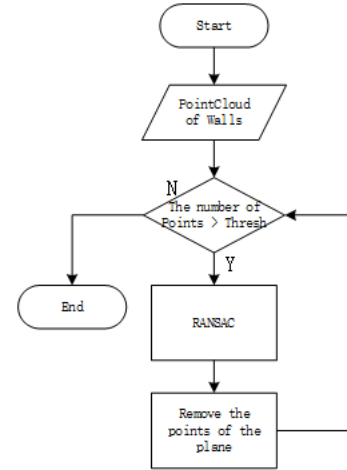 Start
PointCloud
of Walls
N
The number of
Points > Thresh
Y
End
RANSAC
Remove the
points of the
plane